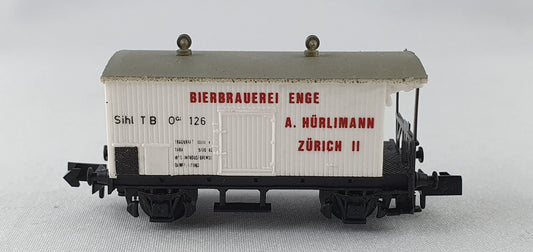 BIERBRAUEREI ENGE
Sihl T B O 126
A. HÜRLIMANN
ZÜRICH II